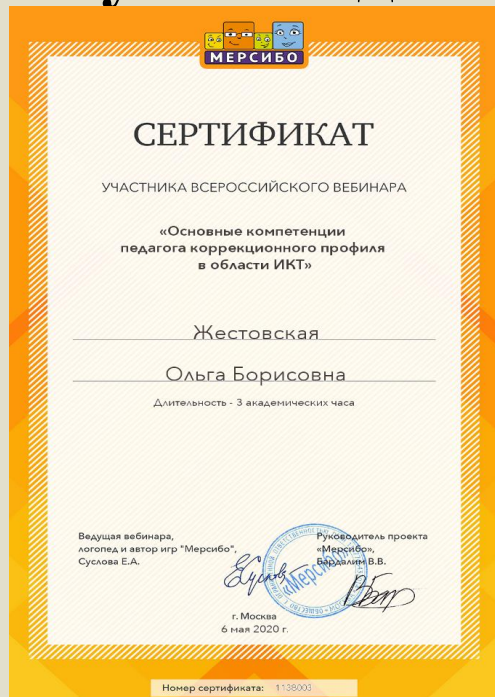 МЕРСИБО
СЕРТИФИКАТ
УЧАСТНИКА ВСЕРОССИЙСКОГО ВЕБИНАРА
«Основные компетенции
педагога коррекционного профиля
в области ИКТ»
Жестовская
Ольга Борисовна
Длительность - 3 академических часа
Ведущая вебинара,
логопед и автор игр "Мерсибо",
Суслова Е.А.
Руководитель проекта
«Мерсибо»,
Бардалим В.В.
«Мерсибо»
г. Москва
6 мая 2020 г.
Номер сертификата: 1138003